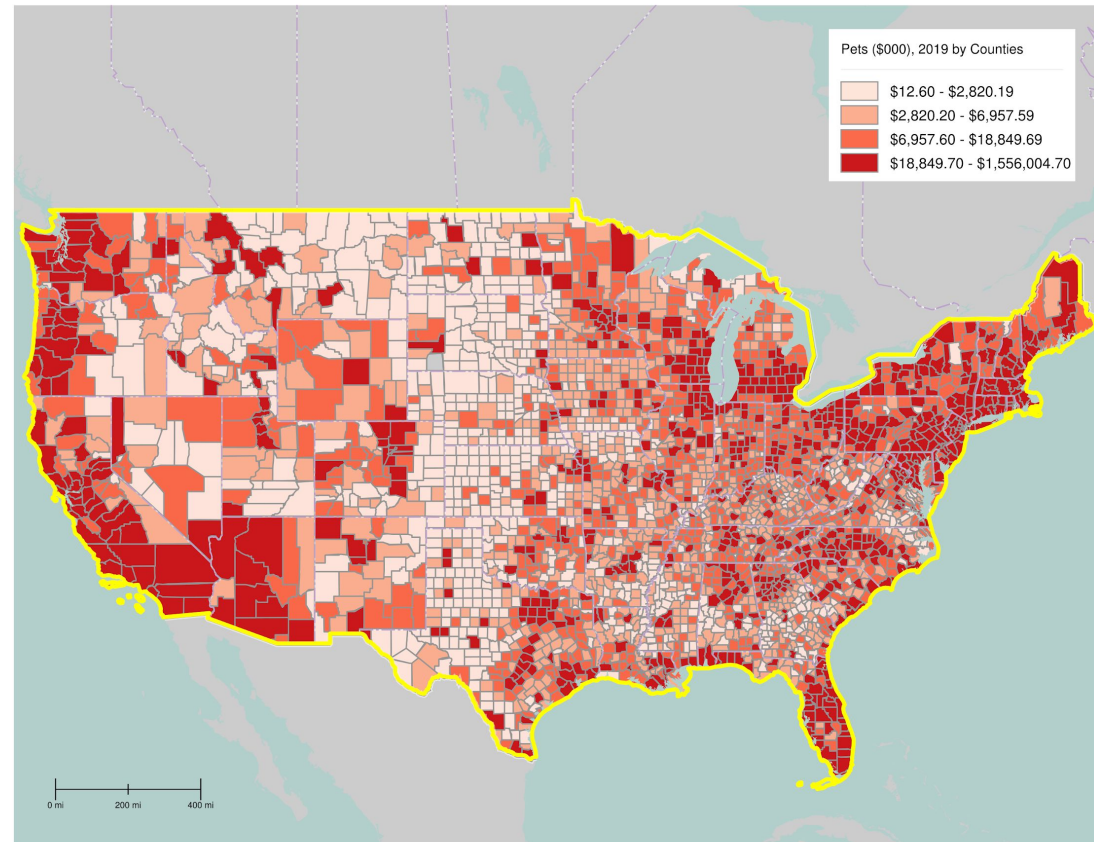 Pets ($000), 2019 by Counties
$12.60 - $2,820.19
$2,820.20 - $6,957.59
$6,957.60 - $18,849.69
$18,849.70 - $1,556,004.70
0 mi 200 mi 400 mi